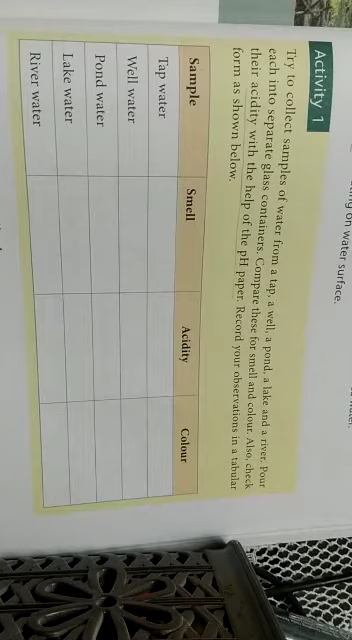 on water surface.
Activity 1
Try to collect samples of water from a tap, a well, a pond, a lake and a river. Pour
each into separate glass containers. Compare these for smell and colour. Also, check
their acidity with the help of the pH paper. Record your observations in a tabular
form as shown below.
Sample Smell Acidity Colour
Tap water
Well water
Pond water
Lake water
River water